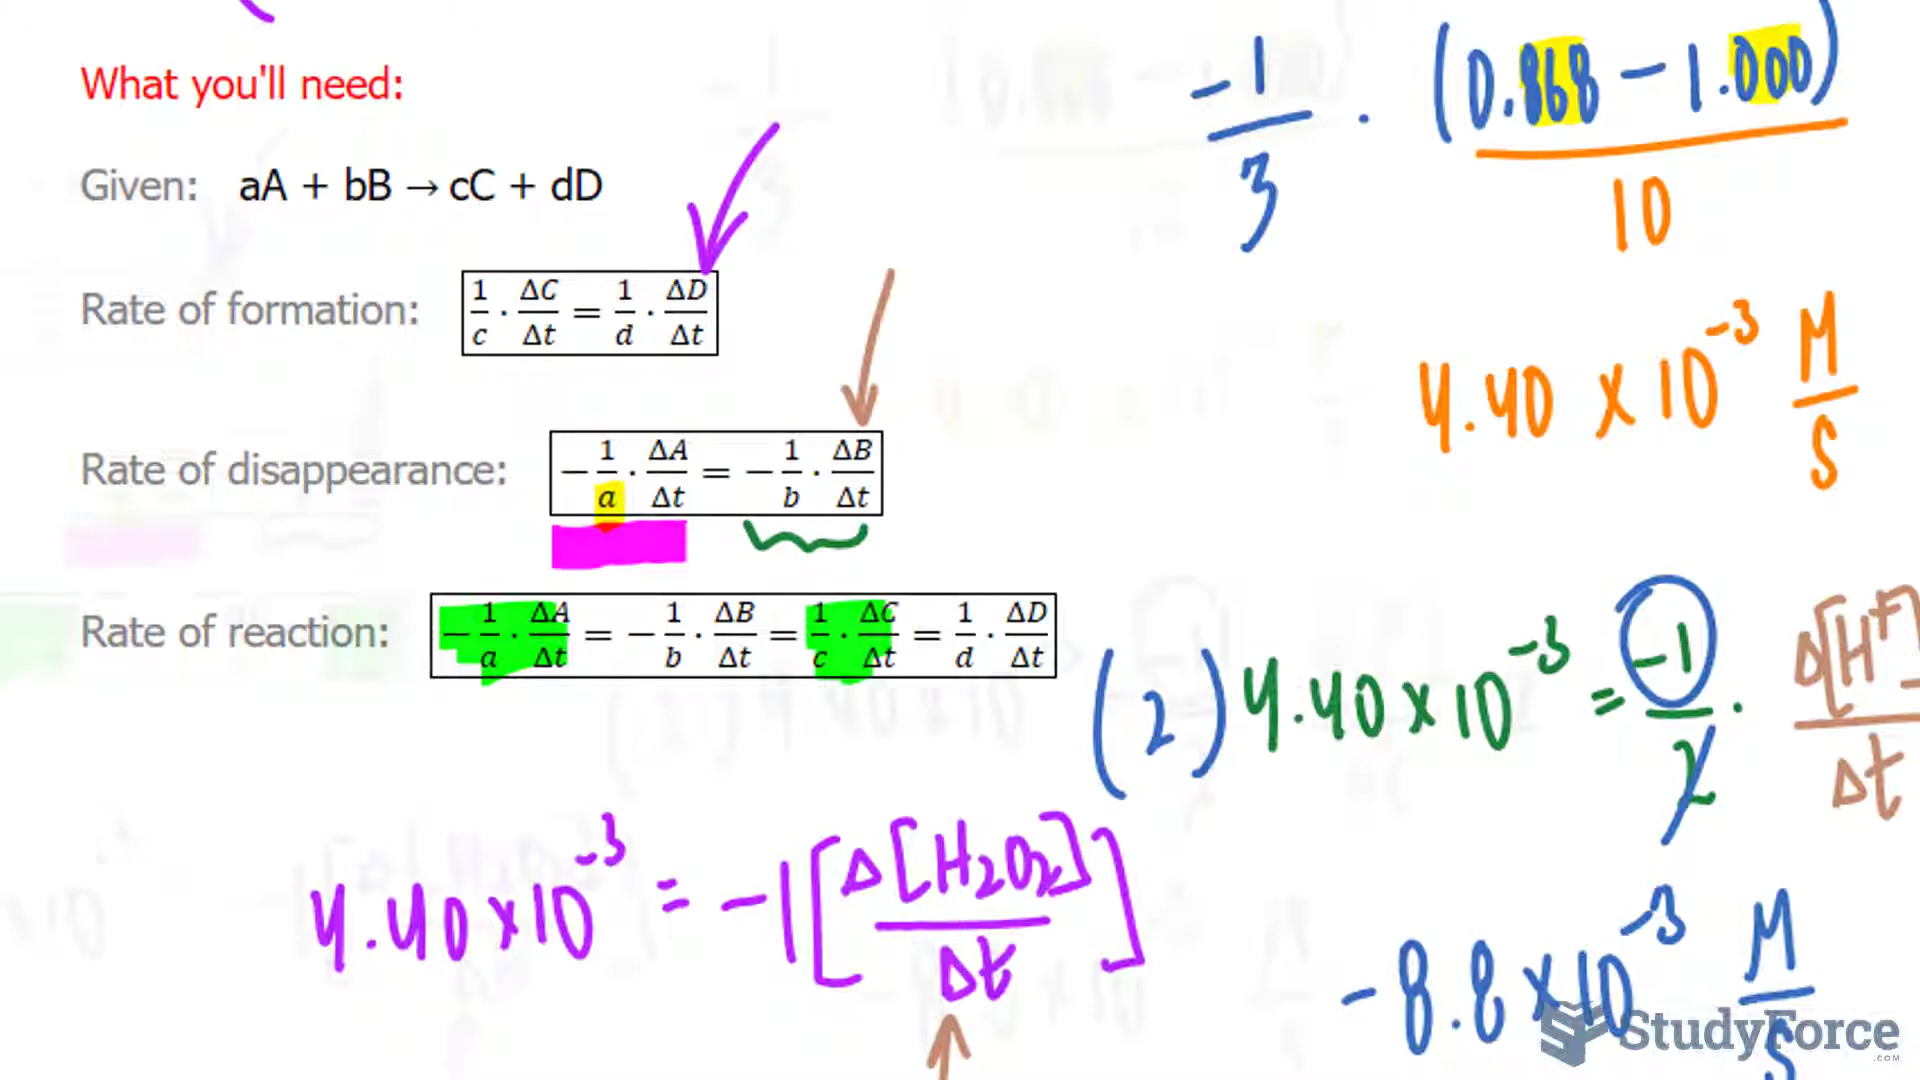 What you'll need:
Given: aA + bB → cC + dD
Rate of formation: 1/c · ΔC/Δt = 1/d · ΔD/Δt
Rate of disappearance: −1/a · ΔA/Δt = −1/b · ΔB/Δt
Rate of reaction: −1/a · ΔA/Δt = −1/b · ΔB/Δt = 1/c · ΔC/Δt = 1/d · ΔD/Δt
-1/3 · (0.868 − 1.000)/10
4.40 × 10^-3 M/S
(2) 4.40 × 10^-3 = -1/2 · Δ[H+]/Δt
4.40 × 10^-3 = -1 [Δ[H2O2]/Δt]
-8.8 × 10^-3 M/S
StudyForce
.COM